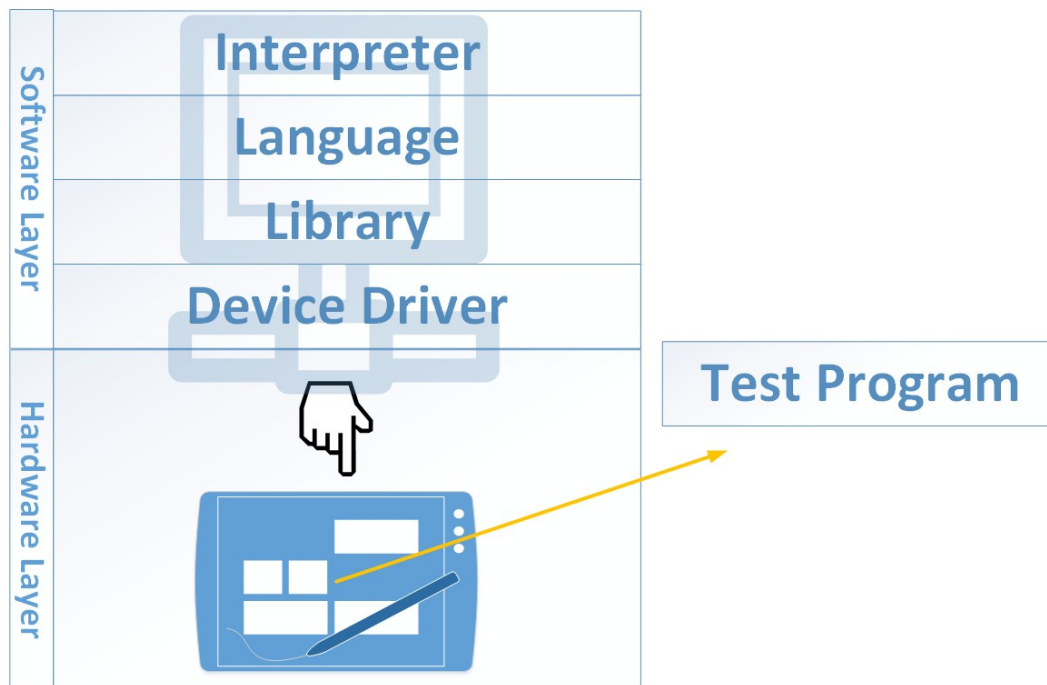 Software Layer
Interpreter
Language
Library
Device Driver
Hardware Layer
Test Program